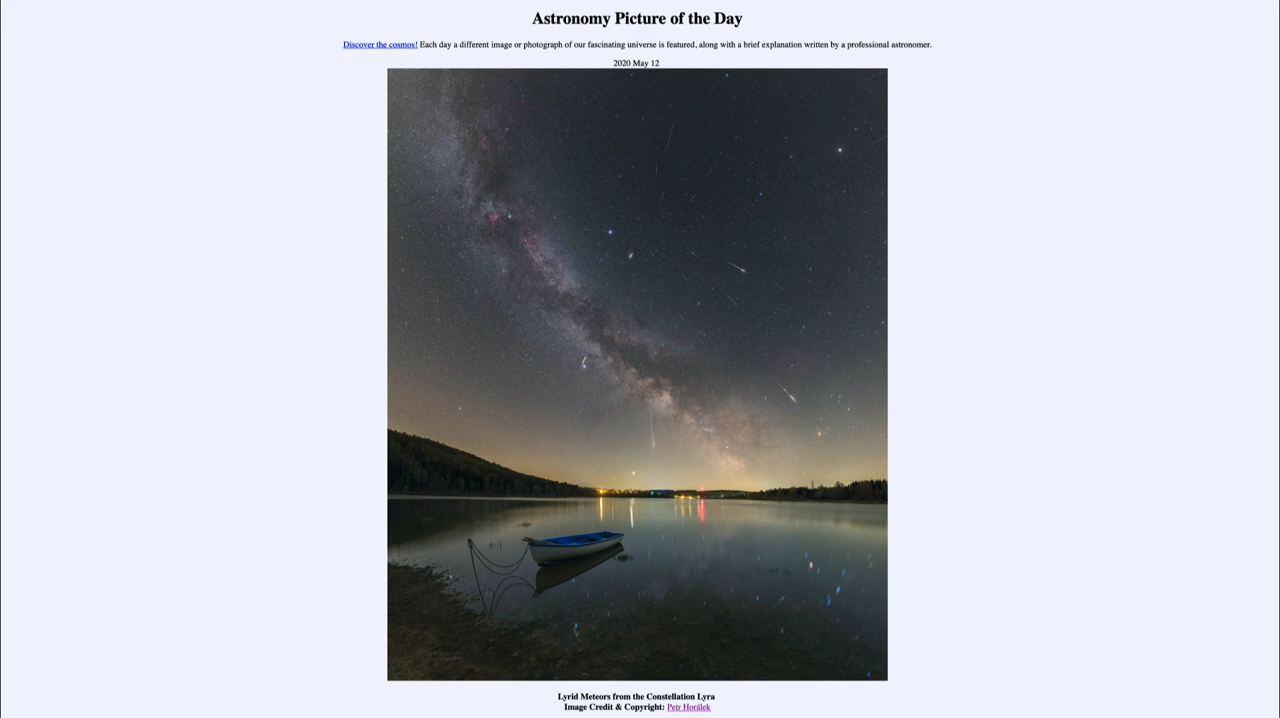 Astronomy Picture of the Day
Discover the cosmos! Each day a different image or photograph of our fascinating universe is featured, along with a brief explanation written by a professional astronomer.
2020 May 12
Lyrid Meteors from the Constellation Lyra
Image Credit & Copyright: Petr Horálek